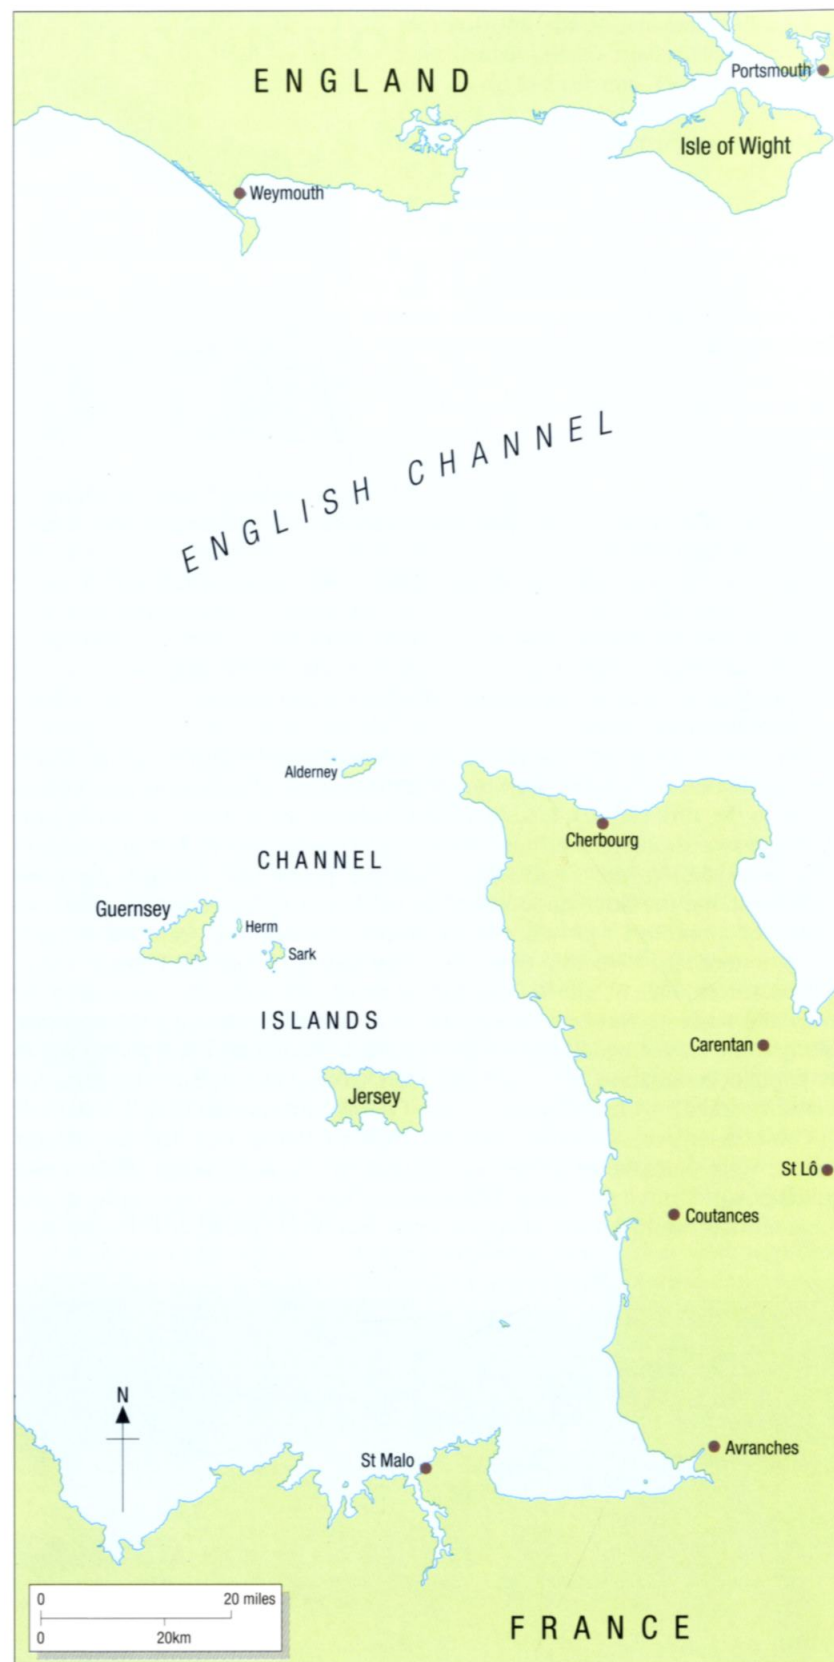 ENGLAND
Portsmouth
Isle of Wight
Weymouth
ENGLISH CHANNEL
Alderney
Cherbourg
CHANNEL
Guernsey
Herm
Sark
ISLANDS
Carentan
Jersey
St Lô
Coutances
N
Avranches
St Malo
0 20 miles
0 20km
FRANCE